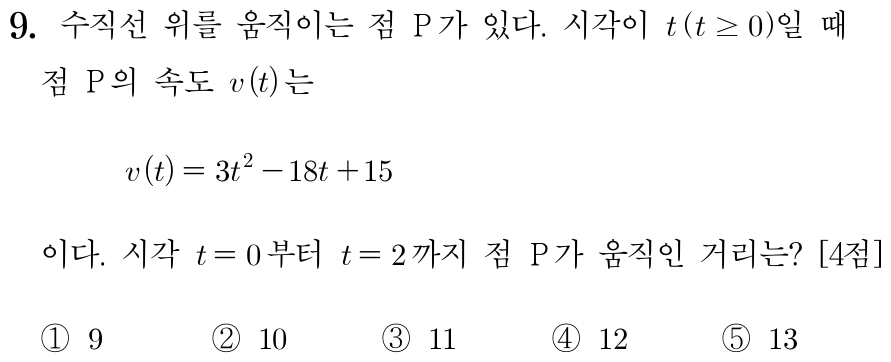 9. 수직선 위를 움직이는 점 P가 있다. 시각이 t(t ≥ 0)일 때
점 P의 속도 v(t)는
v(t) = 3t² − 18t + 15
이다. 시각 t = 0부터 t = 2까지 점 P가 움직인 거리는? [4점]
① 9 ② 10 ③ 11 ④ 12 ⑤ 13